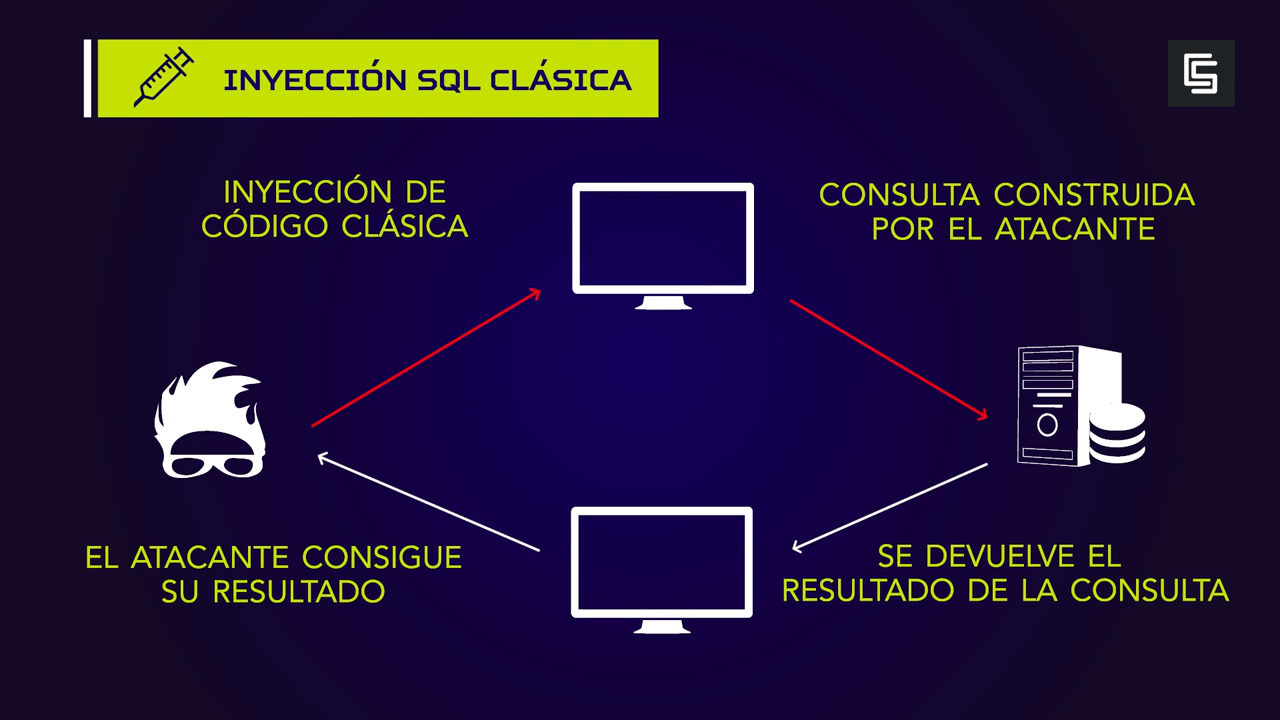 INYECCIÓN SQL CLÁSICA
INYECCIÓN DE
CÓDIGO CLÁSICA
CONSULTA CONSTRUIDA
POR EL ATACANTE
EL ATACANTE CONSIGUE
SU RESULTADO
SE DEVUELVE EL
RESULTADO DE LA CONSULTA